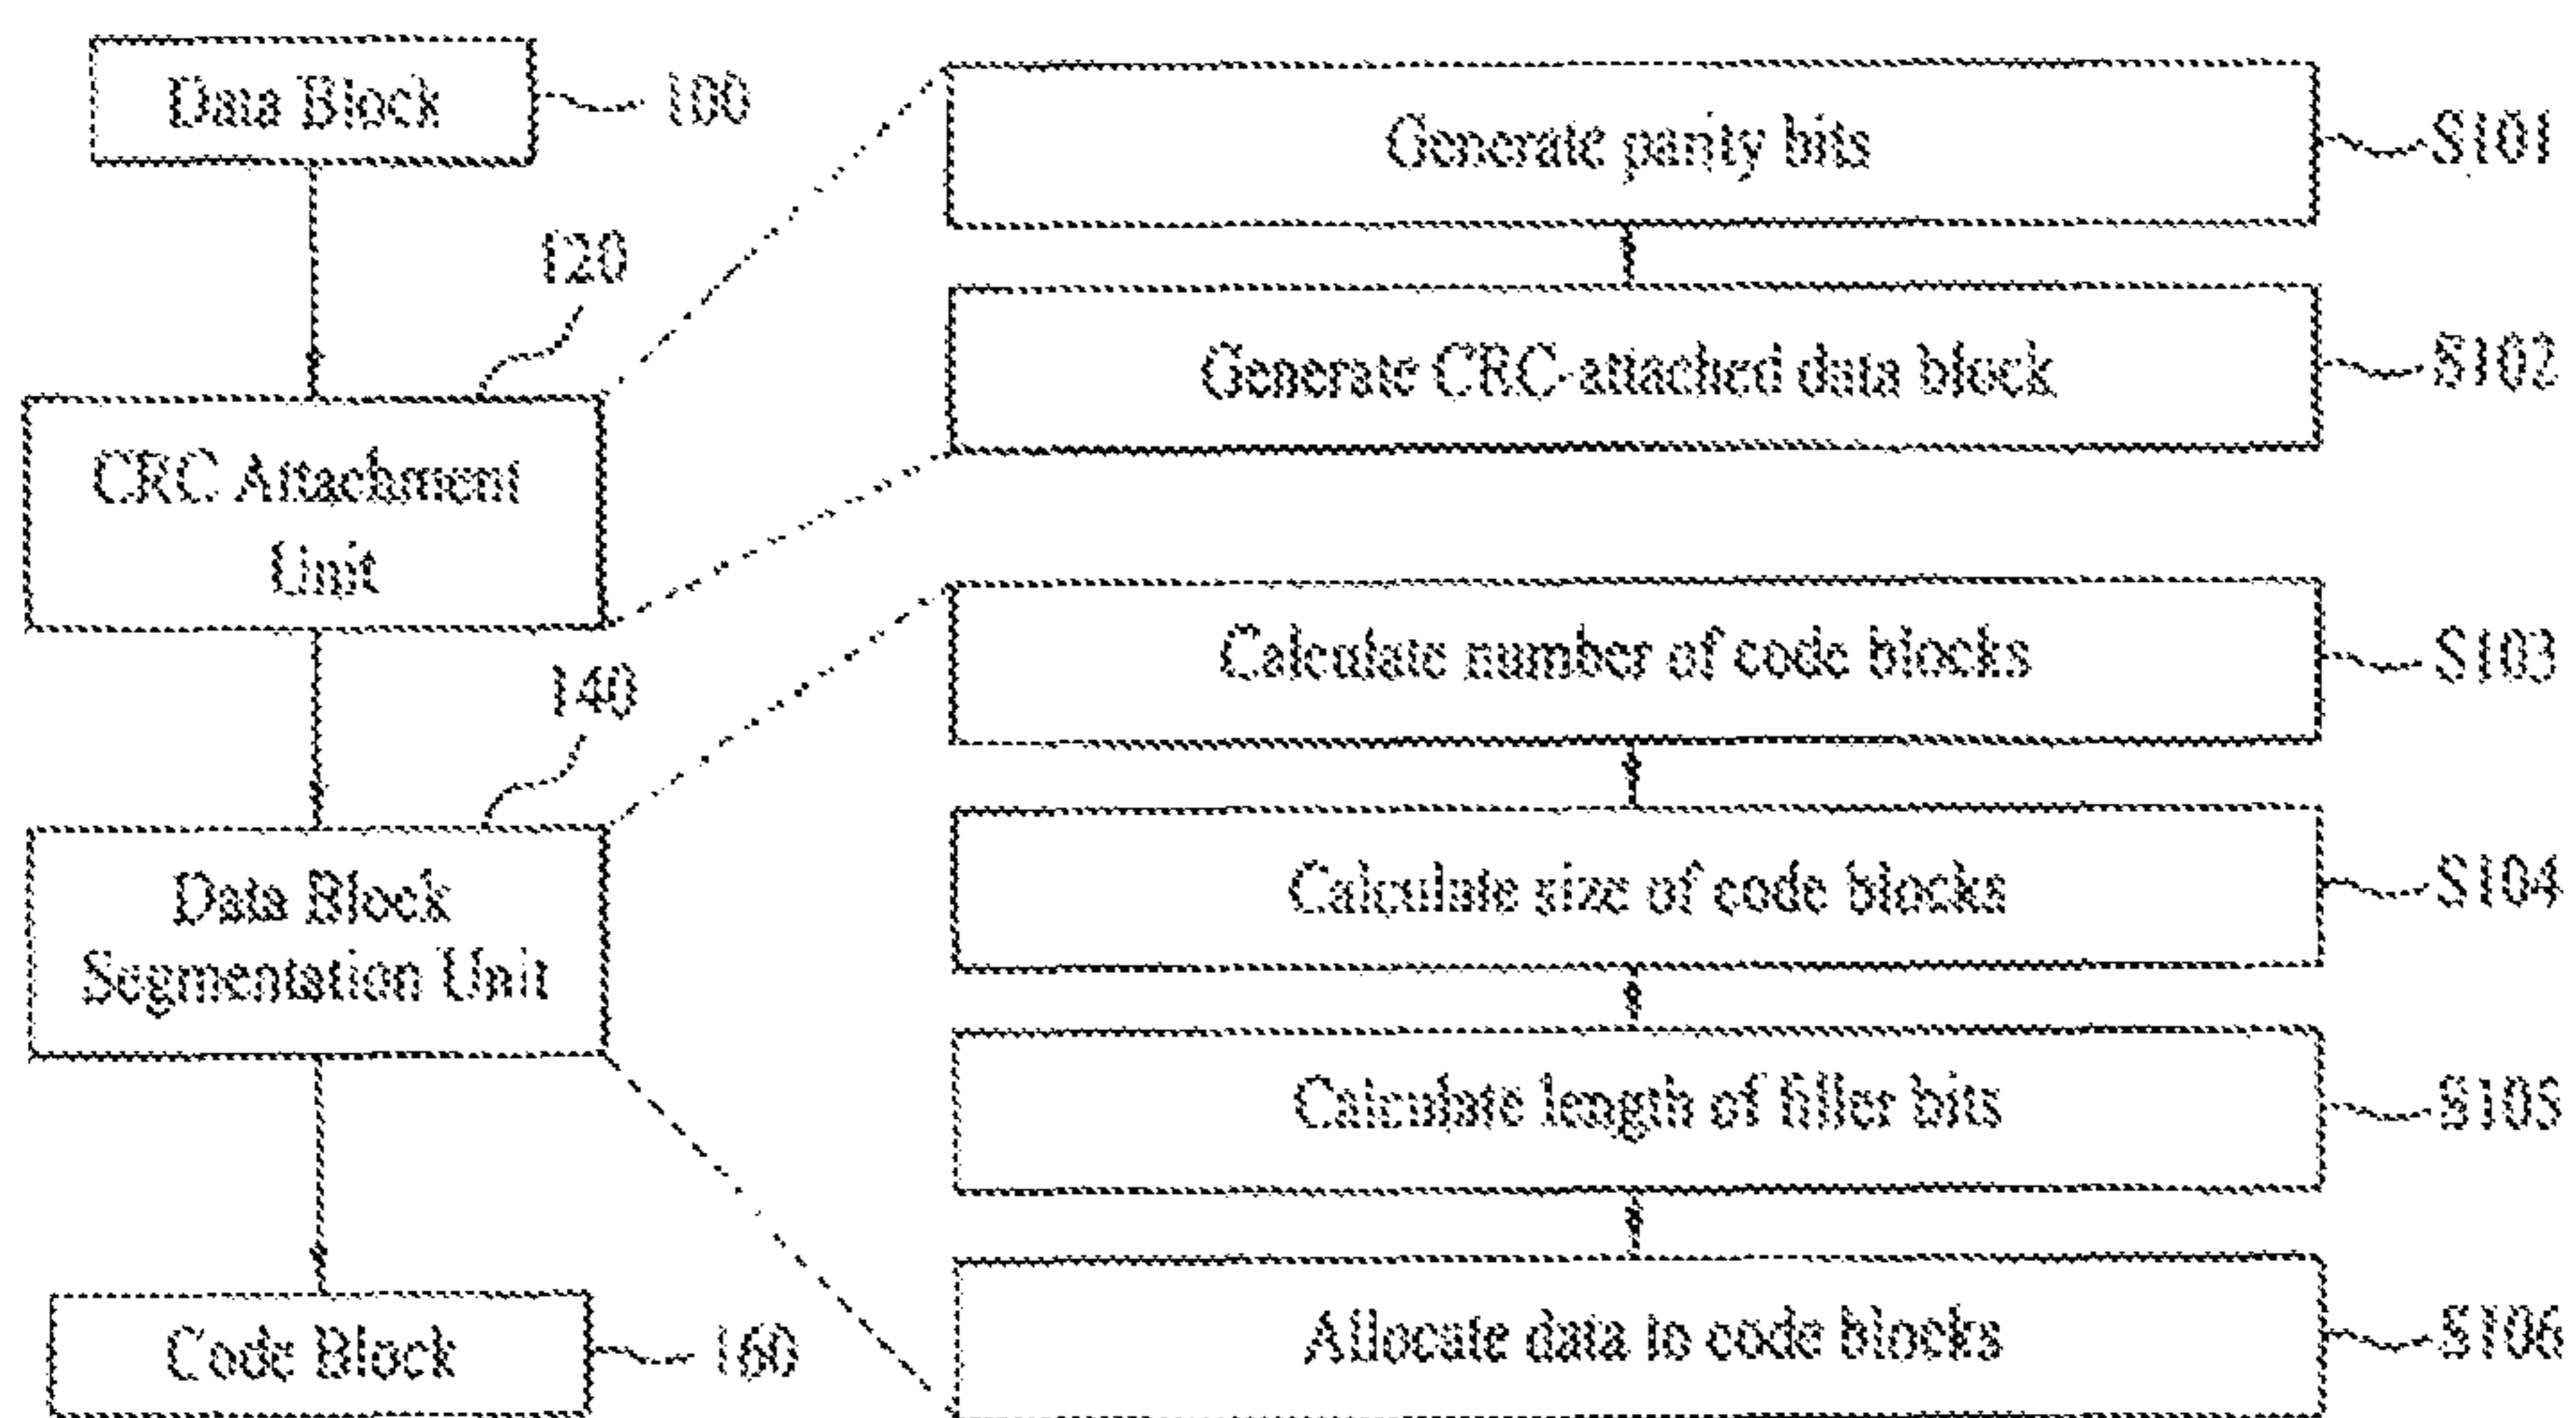 Data Block
100
120
CRC Attachment
Unit
140
Data Block
Segmentation Unit
Code Block
160
Generate parity bits
S101
Generate CRC-attached data block
S102
Calculate number of code blocks
S103
Calculate size of code blocks
S104
Calculate length of filler bits
S105
Allocate data to code blocks
S106